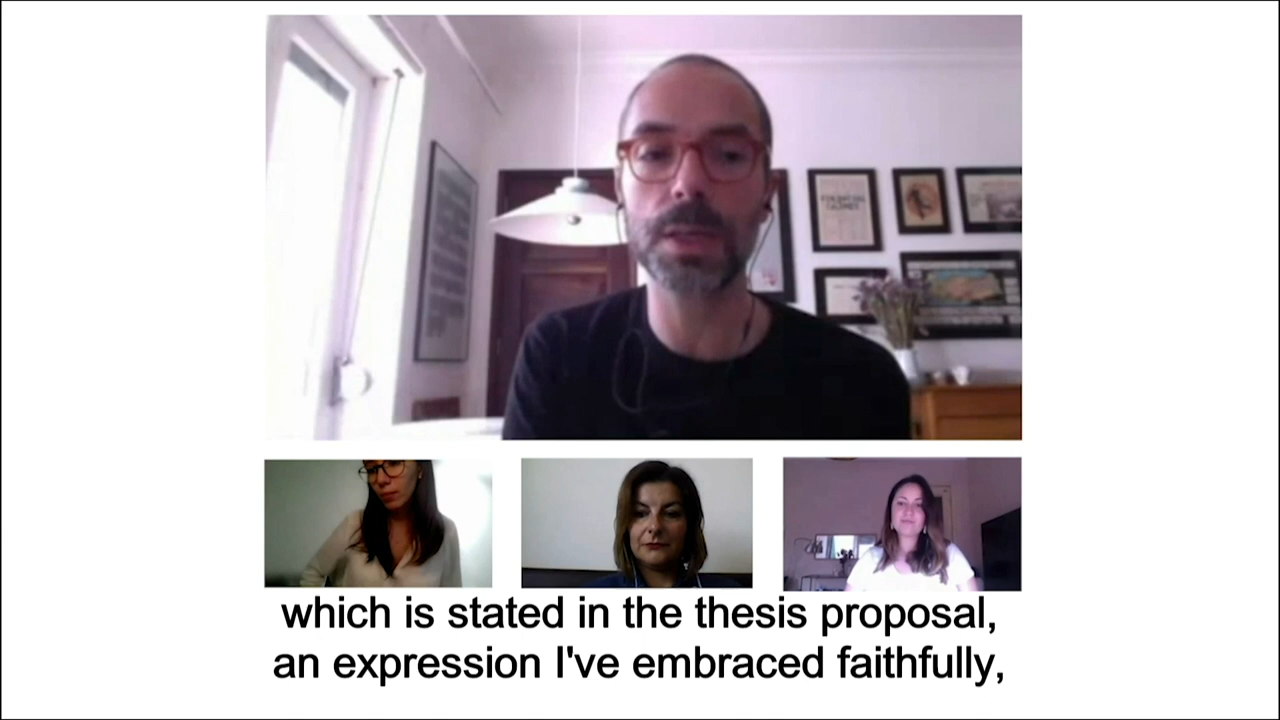 which is stated in the thesis proposal,
an expression I've embraced faithfully,